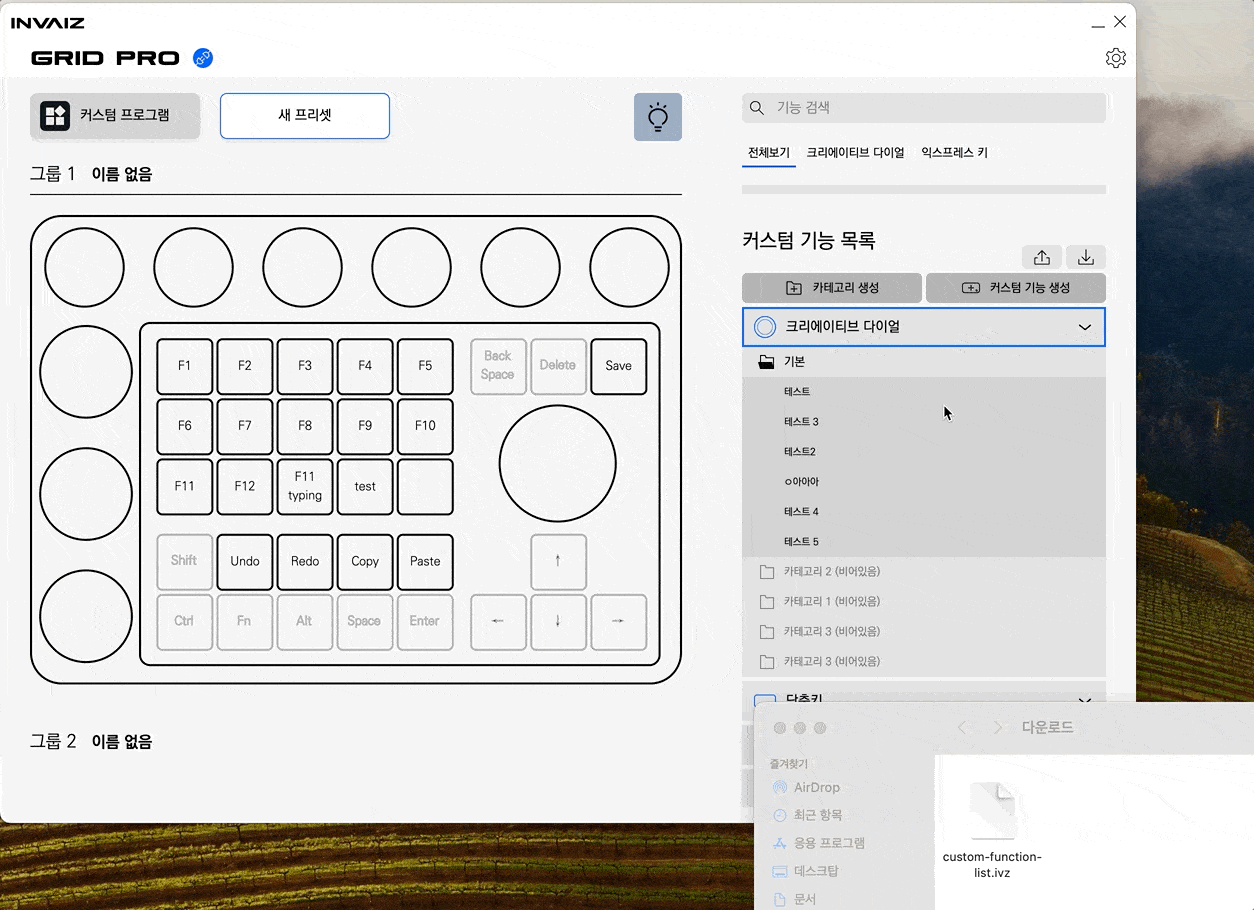 INVAIZ
GRID PRO
커스텀 프로그램
새 프리셋
그룹 1 이름 없음
F1 F2 F3 F4 F5 Back Space Delete Save
F6 F7 F8 F9 F10
F11 F12 F11 typing test
Shift Undo Redo Copy Paste ↑
Ctrl Fn Alt Space Enter ← ↓ →
그룹 2 이름 없음
기능 검색
전체보기 크리에이티브 다이얼 익스프레스 키
커스텀 기능 목록
카테고리 생성 커스텀 기능 생성
크리에이티브 다이얼
기본
테스트
테스트 3
테스트2
ㅇ아아아
테스트 4
테스트 5
카테고리 2 (비어있음)
카테고리 1 (비어있음)
카테고리 3 (비어있음)
카테고리 3 (비어있음)
단축키
다운로드
즐겨찾기
AirDrop
최근 항목
응용 프로그램
데스크탑
문서
custom-function-
list.ivz